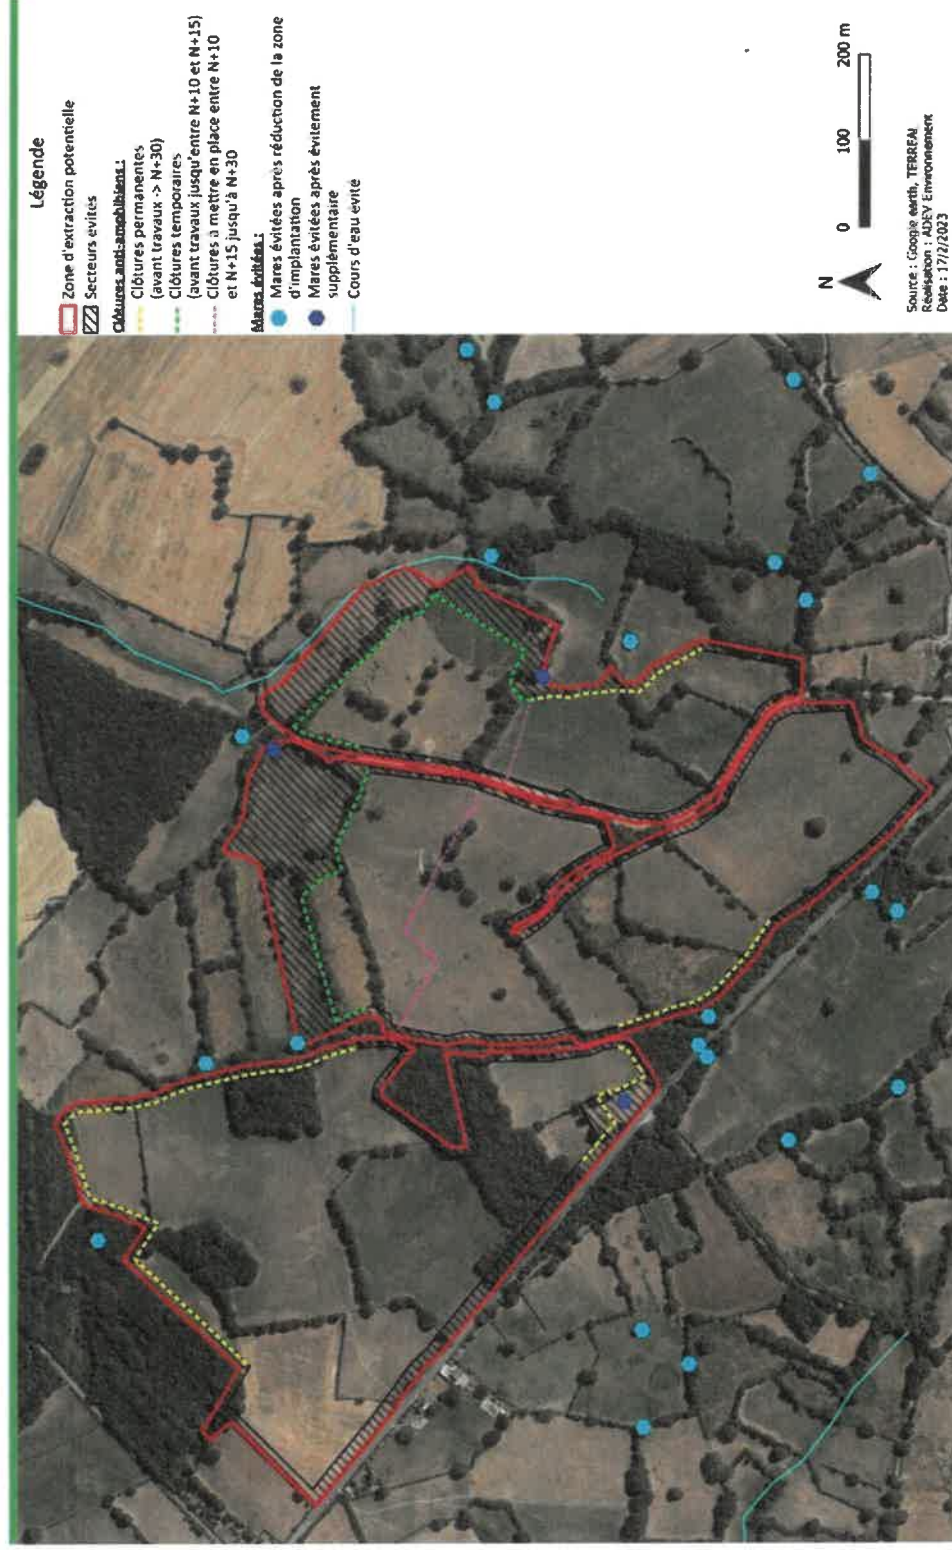 Légende
Zone d'extraction potentielle
Secteurs évités
Clôtures anti-amphibiens :
Clôtures permanentes
(avant travaux -> N+30)
Clôtures temporaires
(avant travaux jusqu'entre N+10 et N+15)
Clôtures à mettre en place entre N+10
et N+15 jusqu'à N+30
Mares évitées :
Mares évitées après réduction de la zone
d'implantation
Mares évitées après évitement
supplémentaire
Cours d'eau évité
N
0 100 200 m
Source : Google earth, TERREAL
Réalisation : ADEV Environnement
Date : 17/2/2023